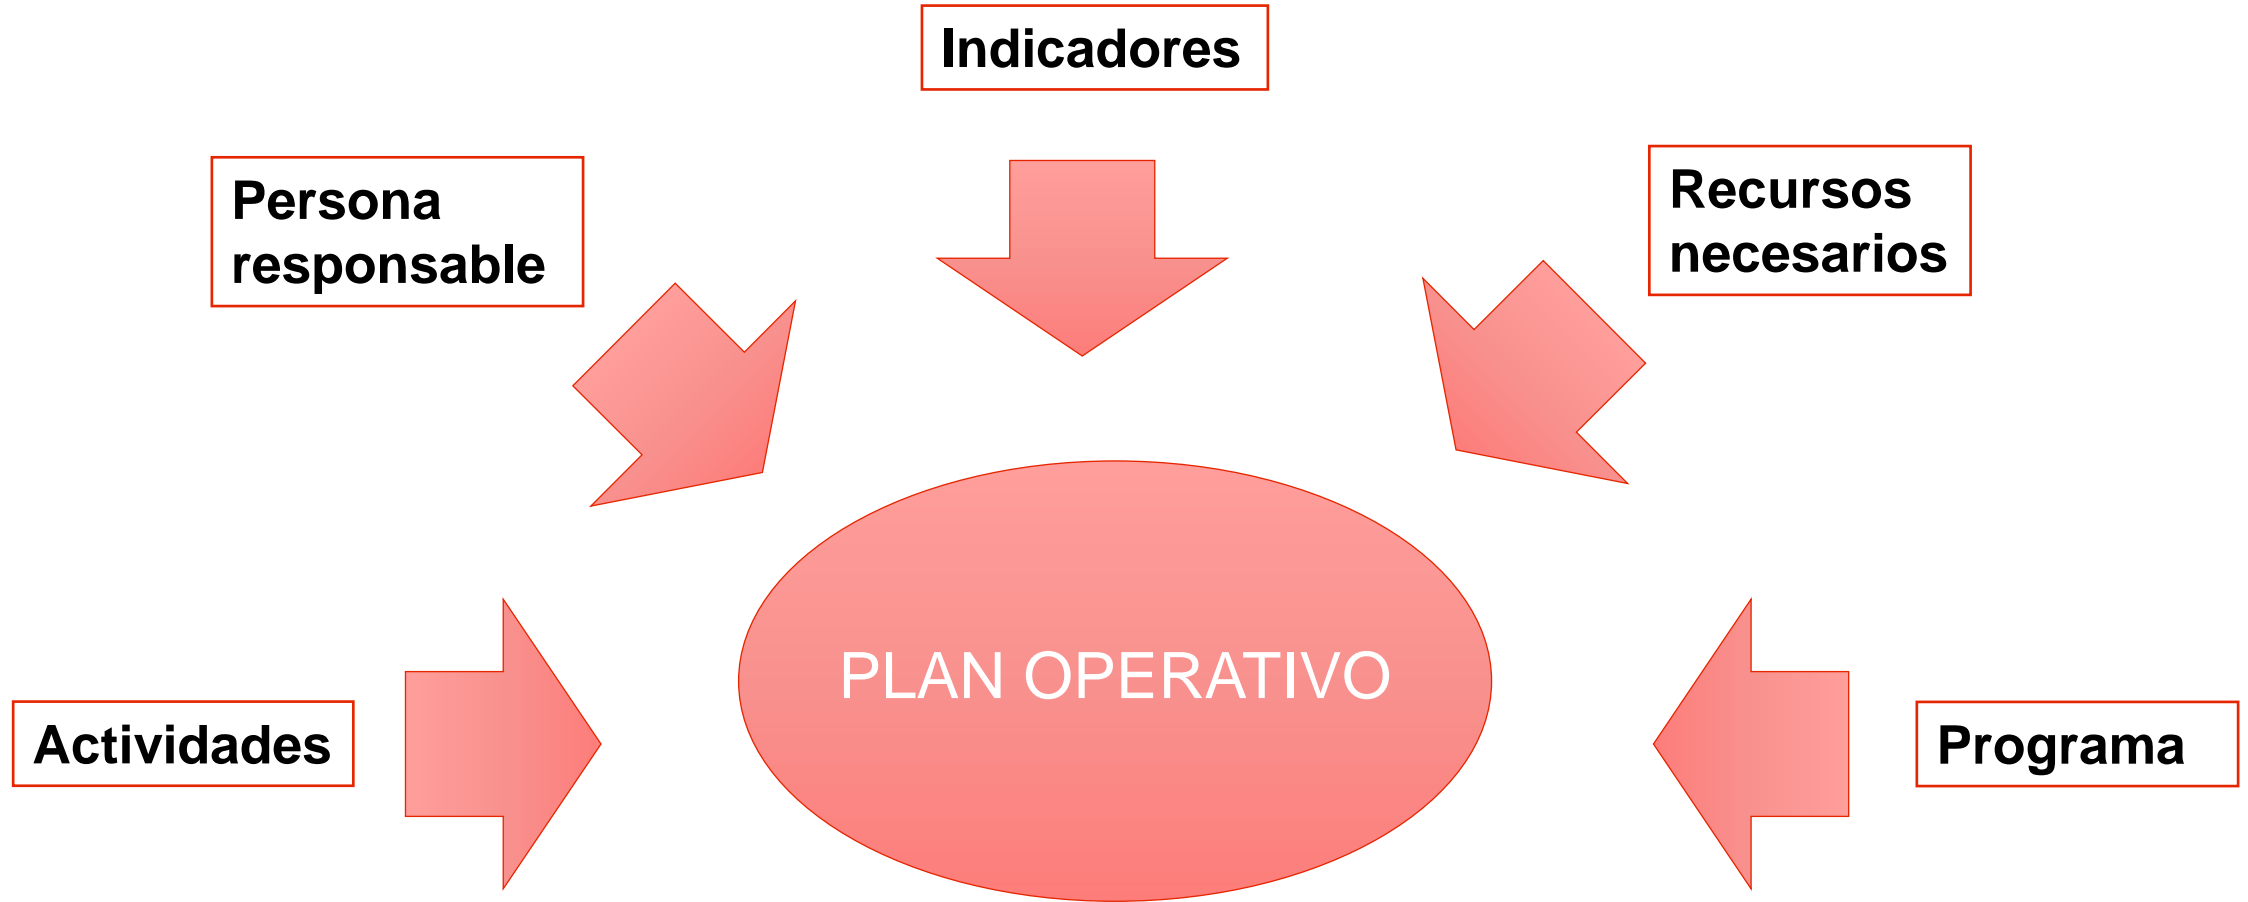 Indicadores
Persona
responsable
Recursos
necesarios
PLAN OPERATIVO
Actividades
Programa